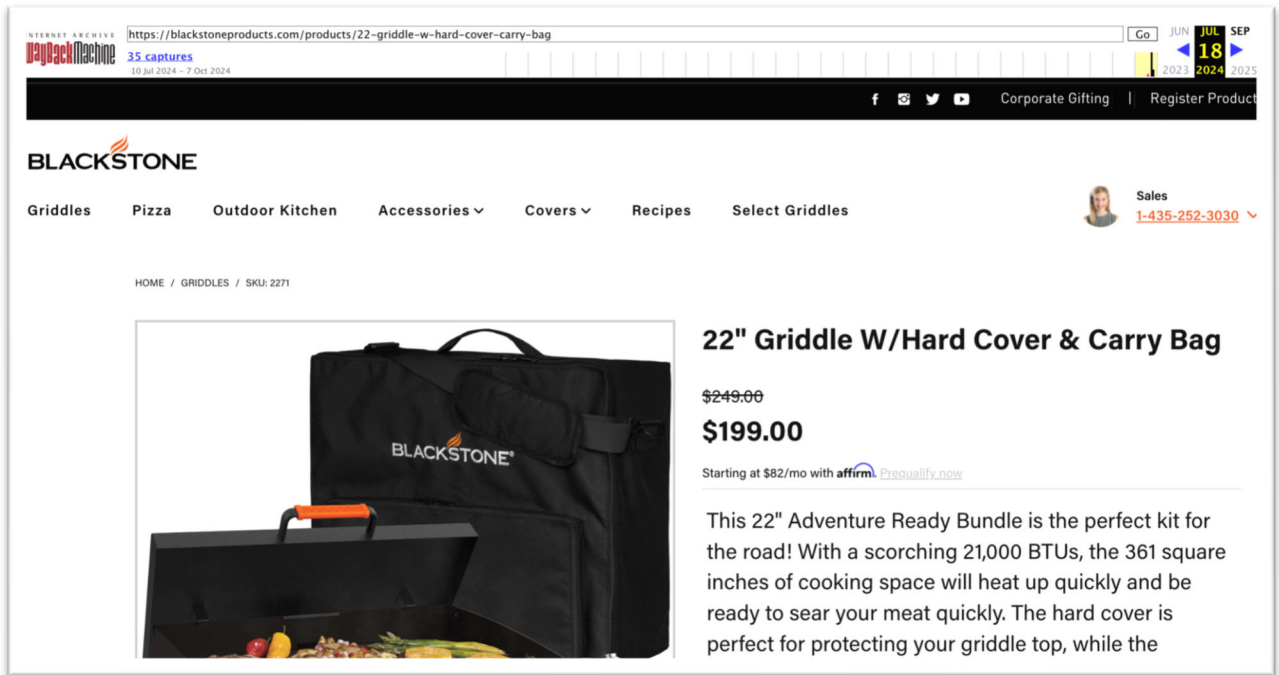 INTERNET ARCHIVE
WayBackMachine
https://blackstoneproducts.com/products/22-griddle-w-hard-cover-carry-bag
Go
JUN JUL SEP
35 captures
18
10 Jul 2024 – 7 Oct 2024
2023 2024 2025
Corporate Gifting | Register Product
BLACKSTONE
Griddles Pizza Outdoor Kitchen Accessories Covers Recipes Select Griddles
Sales
1-435-252-3030
HOME / GRIDDLES / SKU: 2271
BLACKSTONE®
22" Griddle W/Hard Cover & Carry Bag
$249.00
$199.00
Starting at $82/mo with affirm. Prequalify now
This 22" Adventure Ready Bundle is the perfect kit for
the road! With a scorching 21,000 BTUs, the 361 square
inches of cooking space will heat up quickly and be
ready to sear your meat quickly. The hard cover is
perfect for protecting your griddle top, while the